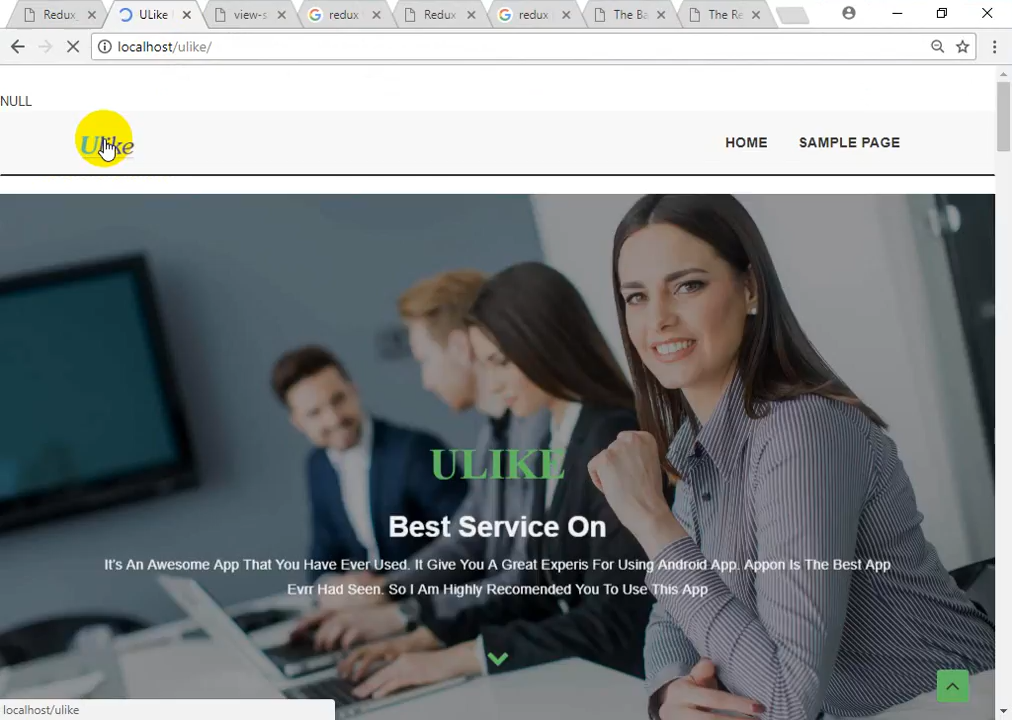 Redux_
ULike
view-s
redux
Redux
redux
The Ba
The Re
localhost/ulike/
NULL
Ulike
HOME
SAMPLE PAGE
ULIKE
Best Service On
It's An Awesome App That You Have Ever Used. It Give You A Great Experis For Using Android App. Appon Is The Best App
Evrr Had Seen. So I Am Highly Recomended You To Use This App
localhost/ulike